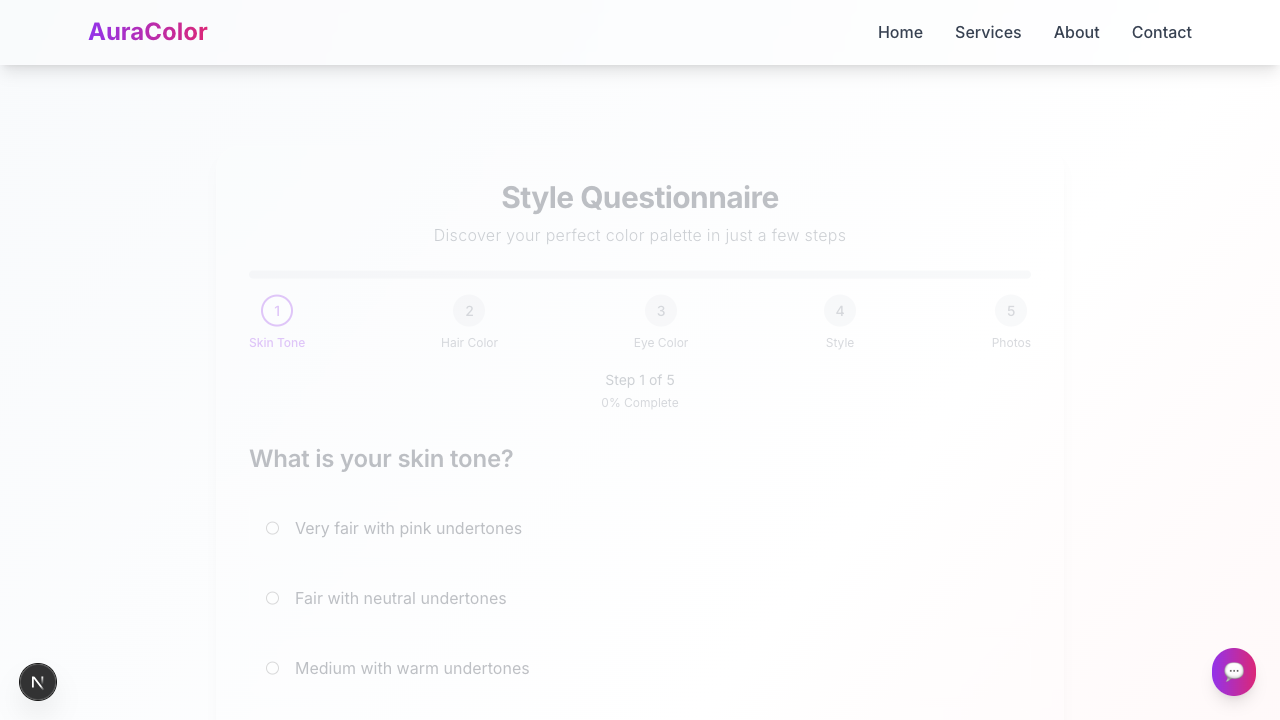 AuraColor
Home Services About Contact
Style Questionnaire
Discover your perfect color palette in just a few steps
1 2 3 4 5
Skin Tone Hair Color Eye Color Style Photos
Step 1 of 5
0% Complete
What is your skin tone?
Very fair with pink undertones
Fair with neutral undertones
Medium with warm undertones
N